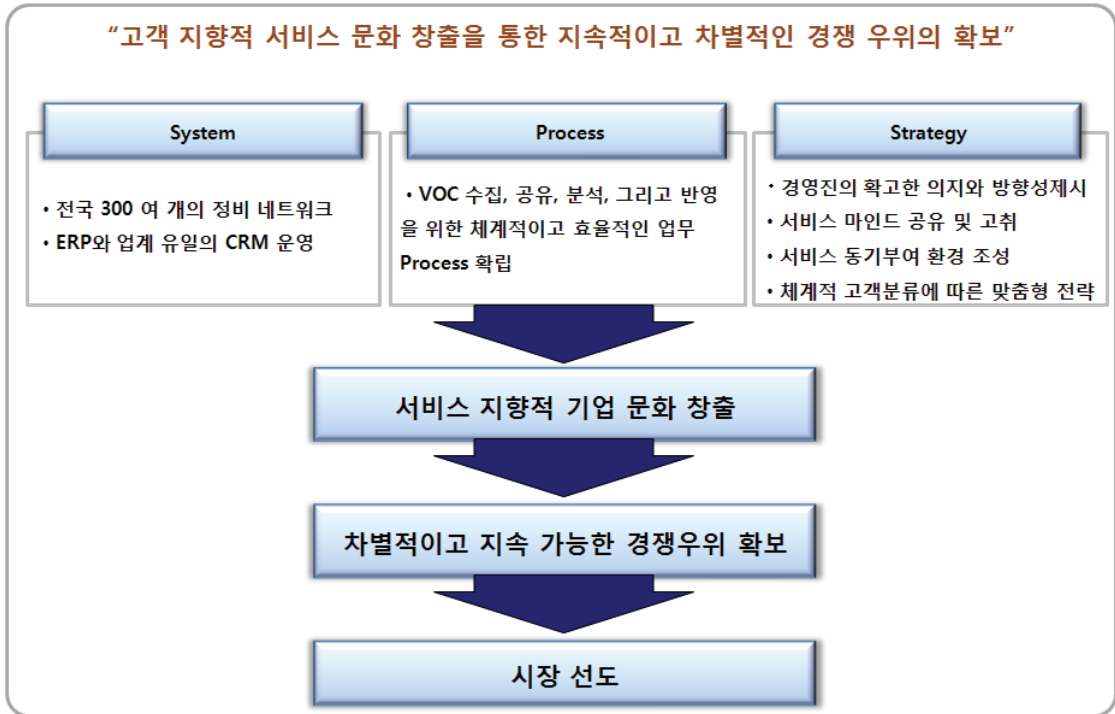 “고객 지향적 서비스 문화 창출을 통한 지속적이고 차별적인 경쟁 우위의 확보”
System
• 전국 300 여 개의 정비 네트워크
• ERP와 업계 유일의 CRM 운영
Process
• VOC 수집, 공유, 분석, 그리고 반영
을 위한 체계적이고 효율적인 업무
Process 확립
Strategy
• 경영진의 확고한 의지와 방향성제시
• 서비스 마인드 공유 및 고취
• 서비스 동기부여 환경 조성
• 체계적 고객분류에 따른 맞춤형 전략
서비스 지향적 기업 문화 창출
차별적이고 지속 가능한 경쟁우위 확보
시장 선도